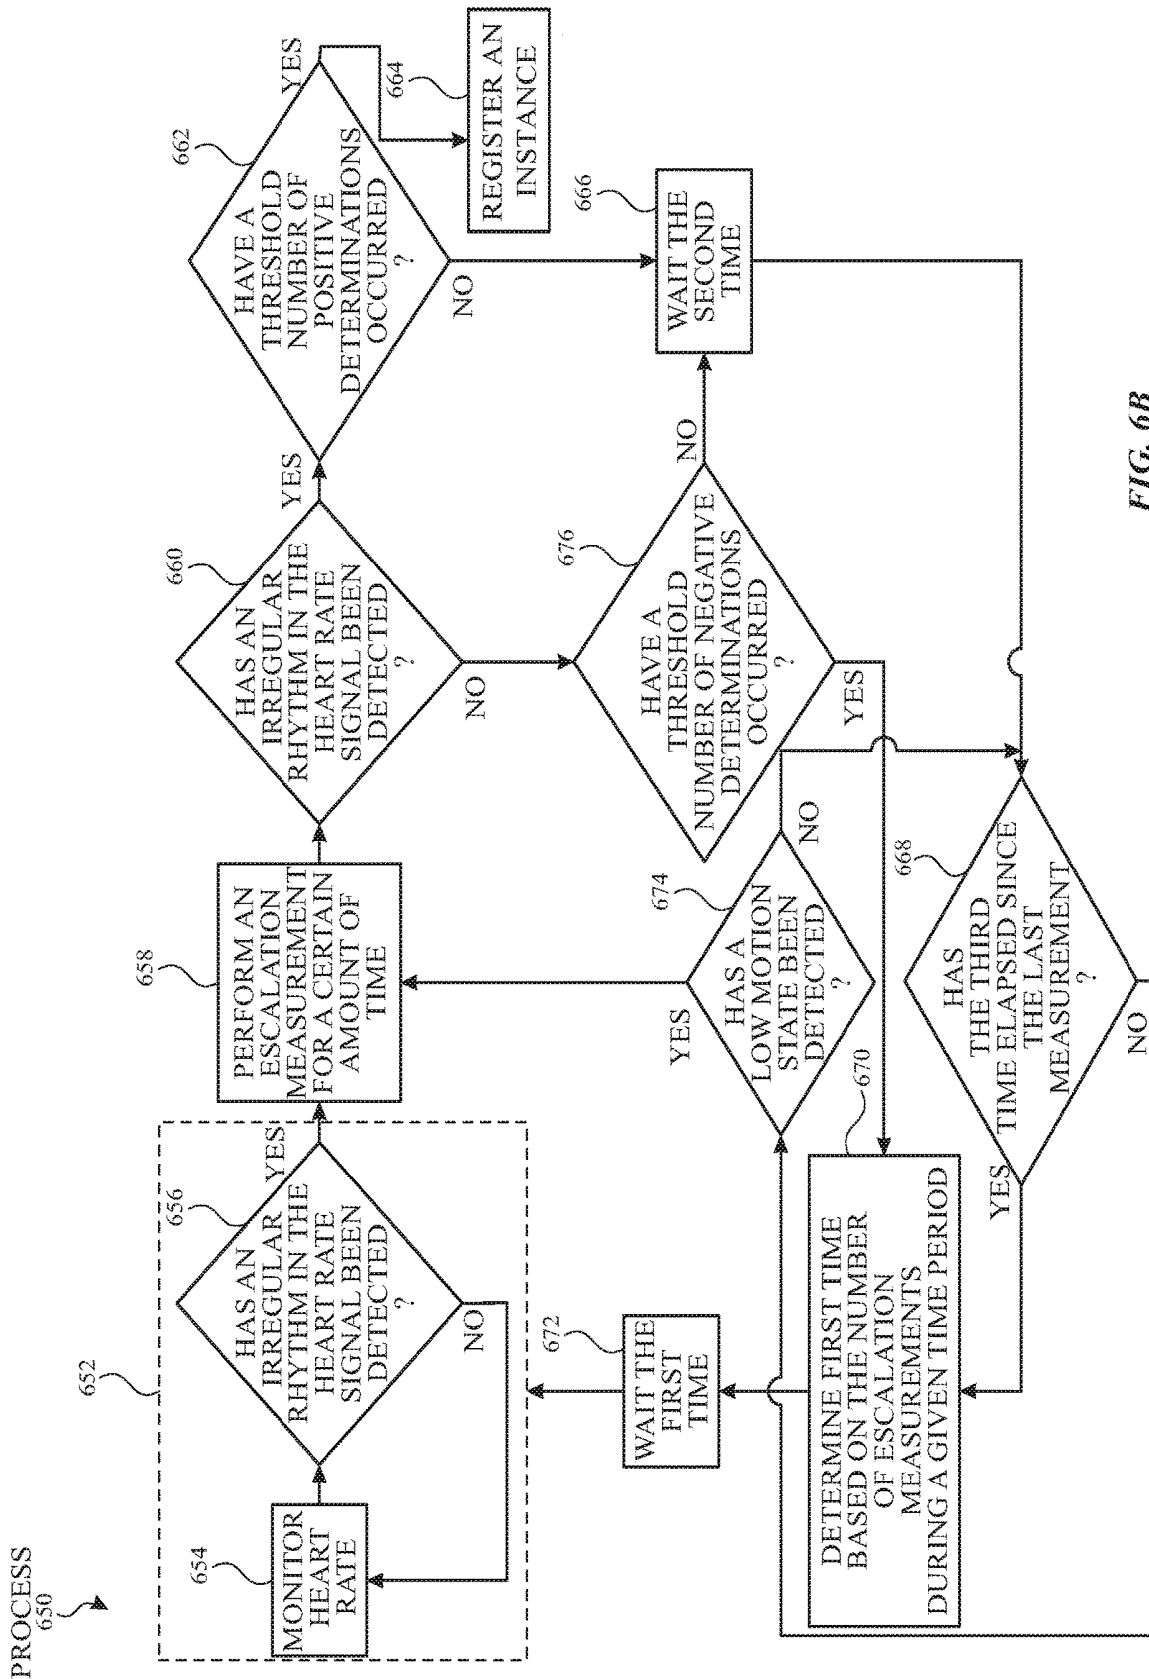 PROCESS
650
652
654
MONITOR
HEART
RATE
656
HAS AN
IRREGULAR
RHYTHM IN THE
HEART RATE
SIGNAL BEEN
DETECTED
?
YES
NO
658
PERFORM AN
ESCALATION
MEASUREMENT
FOR A CERTAIN
AMOUNT OF
TIME
660
HAS AN
IRREGULAR
RHYTHM IN THE
HEART RATE
SIGNAL BEEN
DETECTED
?
YES
NO
662
HAVE A
THRESHOLD
NUMBER OF
POSITIVE
DETERMINATIONS
OCCURRED
?
YES
NO
664
REGISTER AN
INSTANCE
672
WAIT THE
FIRST
TIME
674
HAS A
LOW MOTION
STATE BEEN
DETECTED
?
YES
NO
676
HAVE A
THRESHOLD
NUMBER OF NEGATIVE
DETERMINATIONS
OCCURRED
?
NO
YES
666
WAIT THE
SECOND
TIME
670
DETERMINE FIRST TIME
BASED ON THE NUMBER
OF ESCALATION
MEASUREMENTS
DURING A GIVEN TIME PERIOD
668
HAS
THE THIRD
TIME ELAPSED SINCE
THE LAST
MEASUREMENT
?
YES
NO
FIG. 6B